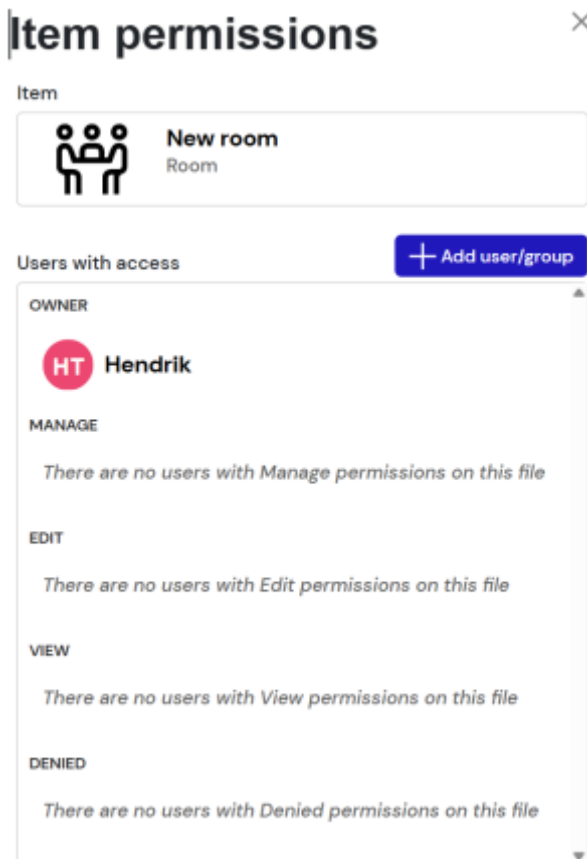 Item permissions
Item
New room
Room
Users with access
Add user/group
OWNER
HT Hendrik
MANAGE
There are no users with Manage permissions on this file
EDIT
There are no users with Edit permissions on this file
VIEW
There are no users with View permissions on this file
DENIED
There are no users with Denied permissions on this file